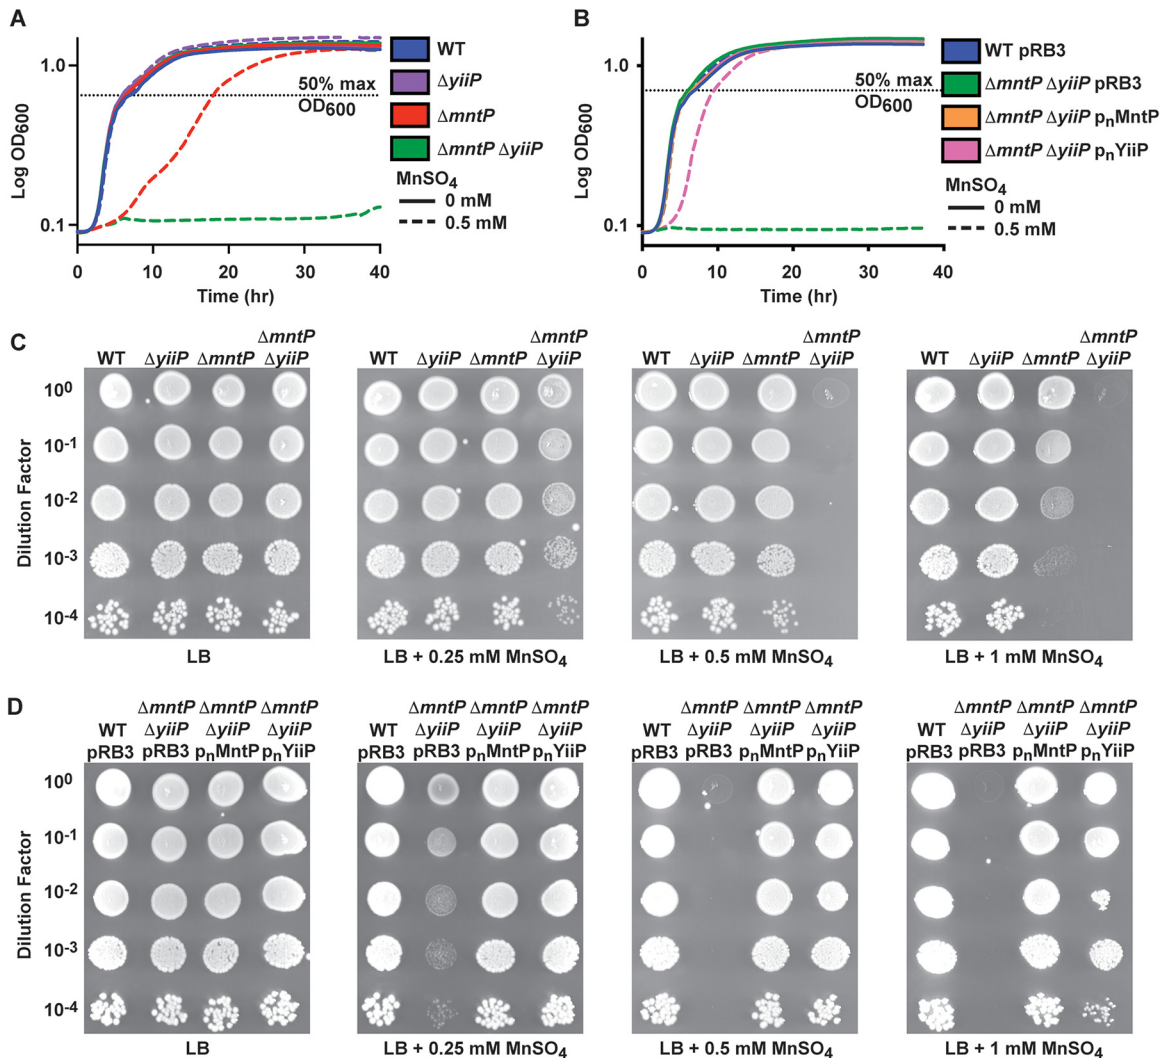 A
1.0
0.1
Log OD600
50% max
OD600
0
10
20
30
40
Time (hr)
WT
ΔyiiP
ΔmntP
ΔmntP ΔyiiP
MnSO4
0 mM
0.5 mM
B
1.0
0.1
Log OD600
50% max
OD600
0
10
20
30
40
Time (hr)
WT pRB3
ΔmntP ΔyiiP pRB3
ΔmntP ΔyiiP pnMntP
ΔmntP ΔyiiP pnYiiP
MnSO4
0 mM
0.5 mM
C
ΔmntP
WT ΔyiiP ΔmntP ΔyiiP
ΔmntP
WT ΔyiiP ΔmntP ΔyiiP
ΔmntP
WT ΔyiiP ΔmntP ΔyiiP
ΔmntP
WT ΔyiiP ΔmntP ΔyiiP
Dilution Factor
10^0
10^-1
10^-2
10^-3
10^-4
LB
LB + 0.25 mM MnSO4
LB + 0.5 mM MnSO4
LB + 1 mM MnSO4
D
ΔmntP ΔmntP ΔmntP
WT ΔyiiP ΔyiiP ΔyiiP
pRB3 pRB3 pnMntP pnYiiP
ΔmntP ΔmntP ΔmntP
WT ΔyiiP ΔyiiP ΔyiiP
pRB3 pRB3 pnMntP pnYiiP
ΔmntP ΔmntP ΔmntP
WT ΔyiiP ΔyiiP ΔyiiP
pRB3 pRB3 pnMntP pnYiiP
ΔmntP ΔmntP ΔmntP
WT ΔyiiP ΔyiiP ΔyiiP
pRB3 pRB3 pnMntP pnYiiP
Dilution Factor
10^0
10^-1
10^-2
10^-3
10^-4
LB
LB + 0.25 mM MnSO4
LB + 0.5 mM MnSO4
LB + 1 mM MnSO4